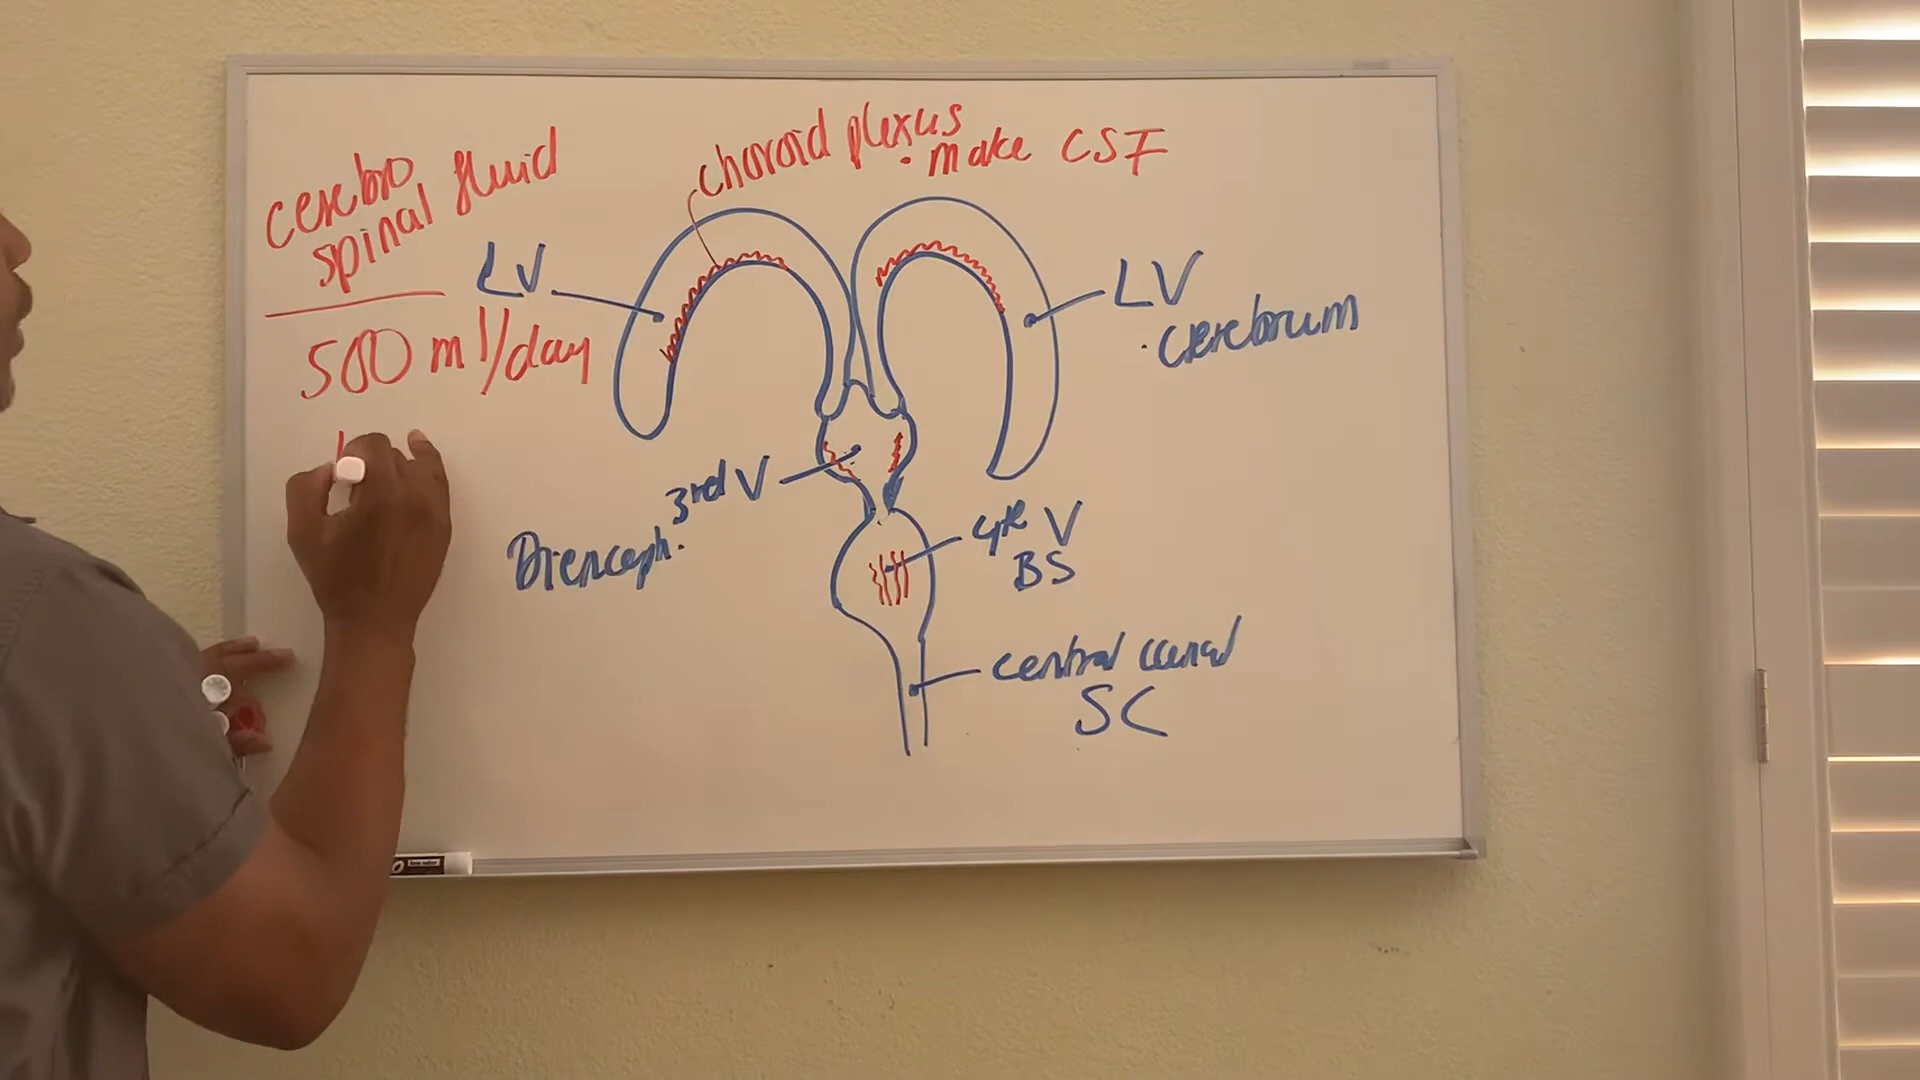 cerebro
spinal fluid
500 ml/day
choroid plexus
• make CSF
LV
LV
• cerebrum
3rd V
Dienceph.
4th V
BS
central canal
SC